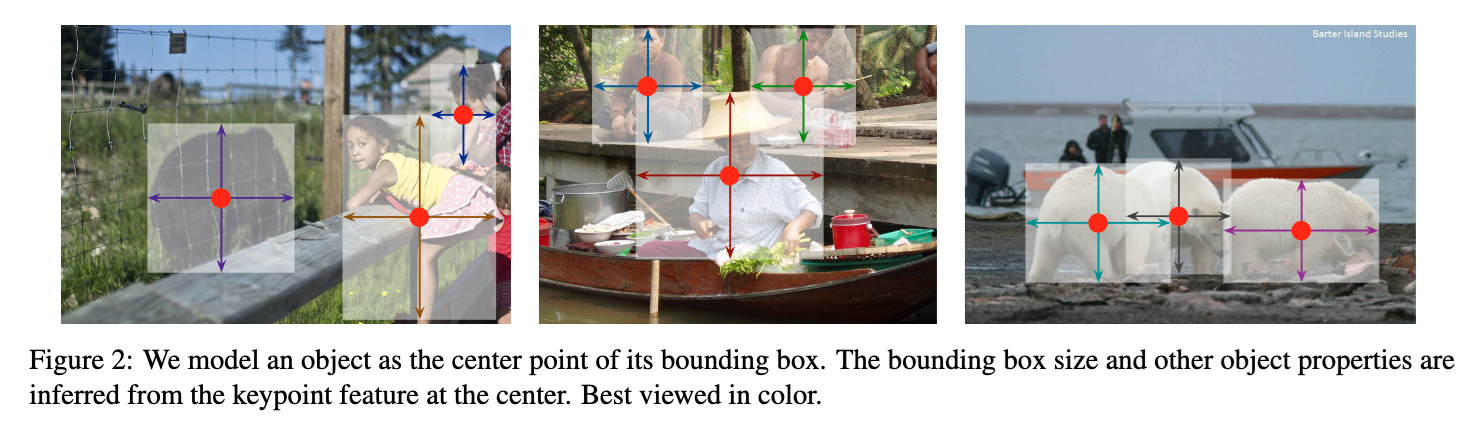 Barter Island Studies
Figure 2: We model an object as the center point of its bounding box. The bounding box size and other object properties are
inferred from the keypoint feature at the center. Best viewed in color.